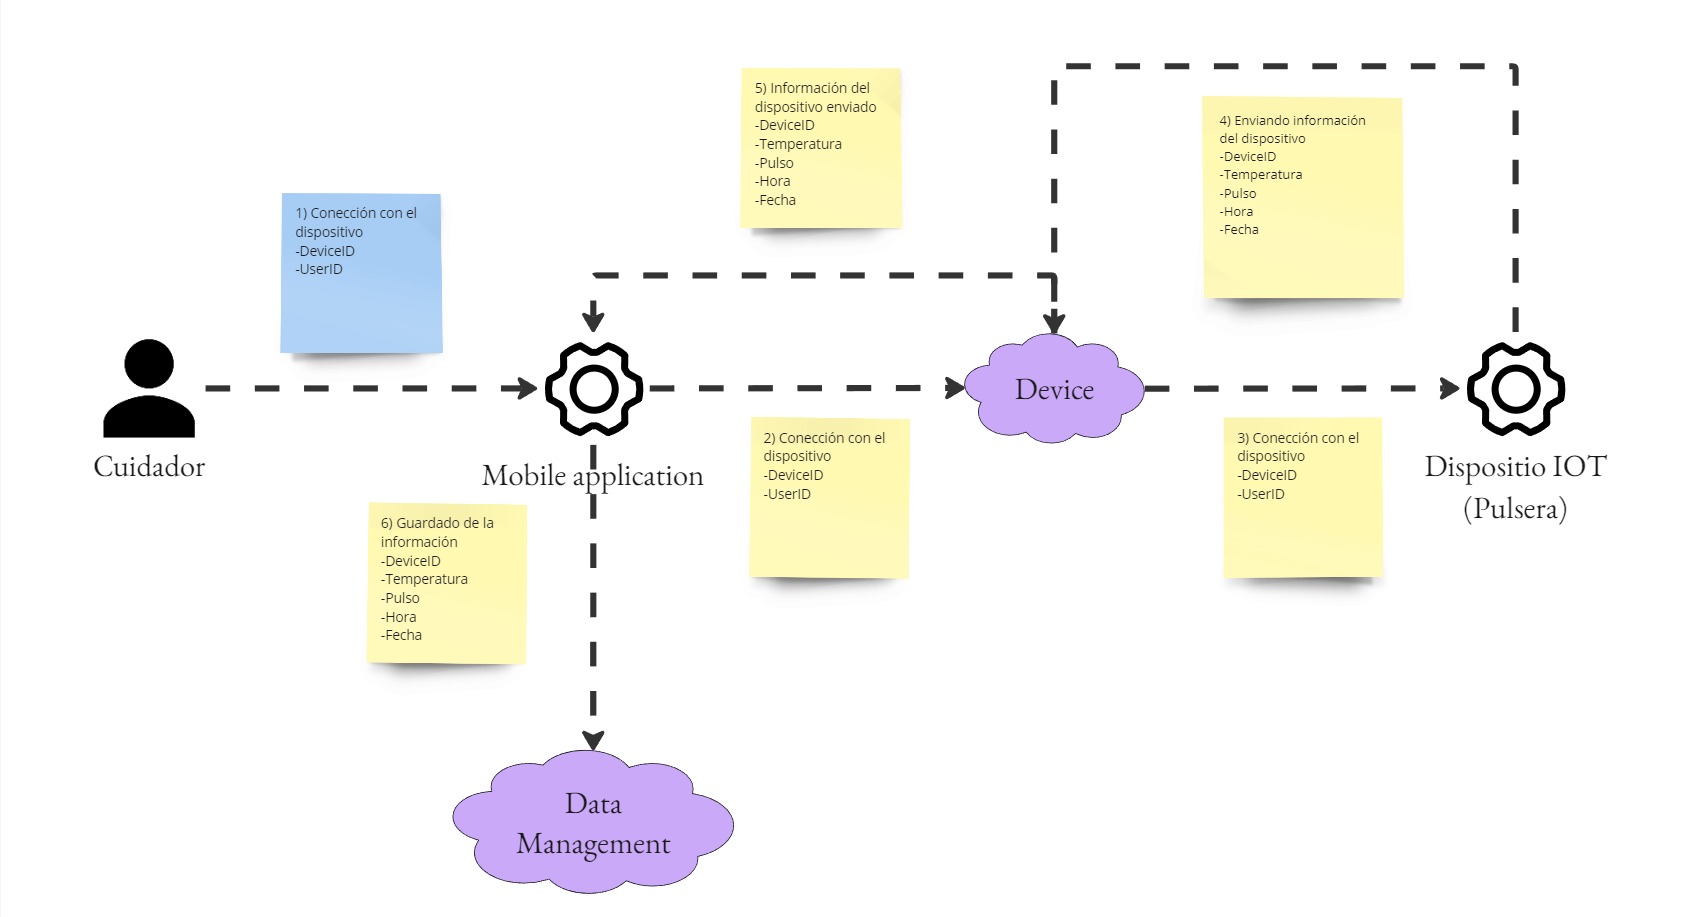 5) Información del
dispositivo enviado
-DeviceID
-Temperatura
-Pulso
-Hora
-Fecha
4) Enviando información
del dispositivo
-DeviceID
-Temperatura
-Pulso
-Hora
-Fecha
1) Conección con el
dispositivo
-DeviceID
-UserID
Cuidador
Mobile application
Device
Dispositio IOT
(Pulsera)
2) Conección con el
dispositivo
-DeviceID
-UserID
3) Conección con el
dispositivo
-DeviceID
-UserID
6) Guardado de la
información
-DeviceID
-Temperatura
-Pulso
-Hora
-Fecha
Data
Management